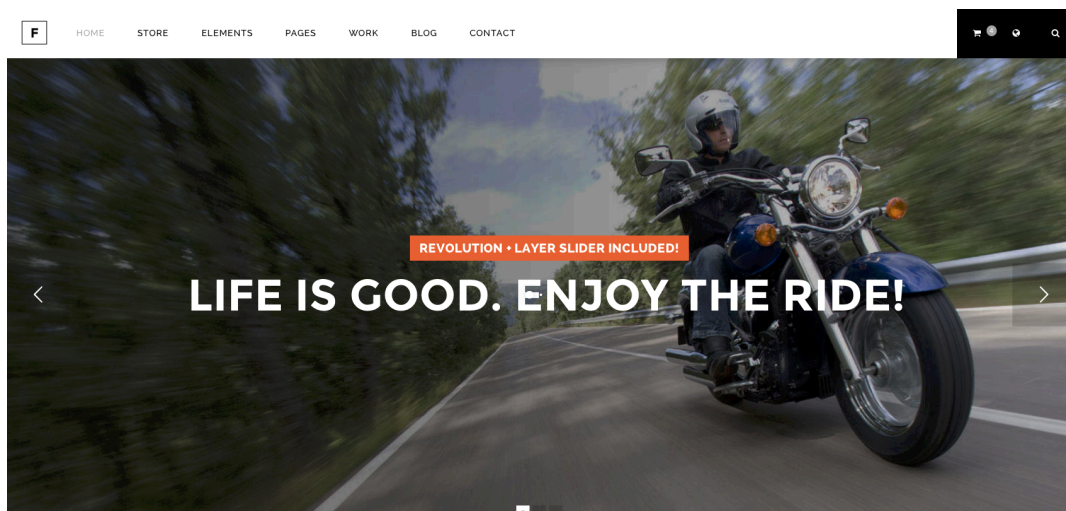 F
HOME STORE ELEMENTS PAGES WORK BLOG CONTACT
REVOLUTION + LAYER SLIDER INCLUDED!
LIFE IS GOOD. ENJOY THE RIDE!